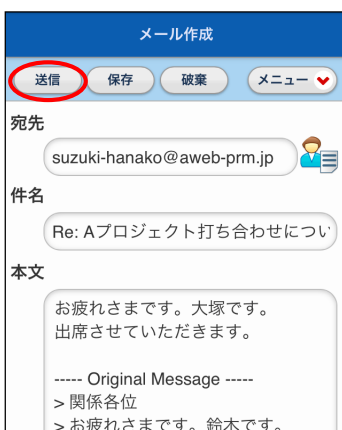 メール作成
送信 保存 破棄 メニュー
宛先
suzuki-hanako@aweb-prm.jp
件名
Re: Aプロジェクト打ち合わせについ
本文
お疲れさまです。大塚です。
出席させていただきます。
----- Original Message -----
> 関係各位
> お疲れさまです。鈴木です。